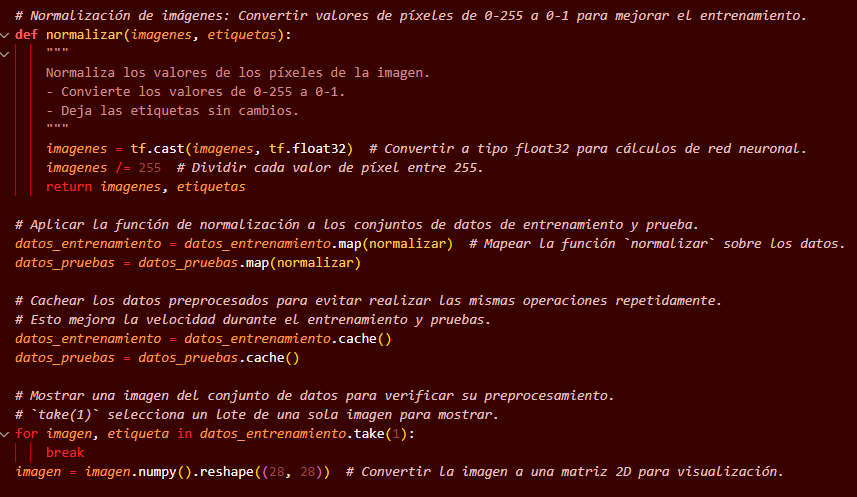 # Normalización de imágenes: Convertir valores de píxeles de 0-255 a 0-1 para mejorar el entrenamiento.
def normalizar(imagenes, etiquetas):
    """
    Normaliza los valores de los píxeles de la imagen.
    - Convierte los valores de 0-255 a 0-1.
    - Deja las etiquetas sin cambios.
    """
    imagenes = tf.cast(imagenes, tf.float32)  # Convertir a tipo float32 para cálculos de red neuronal.
    imagenes /= 255  # Dividir cada valor de píxel entre 255.
    return imagenes, etiquetas

# Aplicar la función de normalización a los conjuntos de datos de entrenamiento y prueba.
datos_entrenamiento = datos_entrenamiento.map(normalizar)  # Mapear la función `normalizar` sobre los datos.
datos_pruebas = datos_pruebas.map(normalizar)

# Cachear los datos preprocesados para evitar realizar las mismas operaciones repetidamente.
# Esto mejora la velocidad durante el entrenamiento y pruebas.
datos_entrenamiento = datos_entrenamiento.cache()
datos_pruebas = datos_pruebas.cache()

# Mostrar una imagen del conjunto de datos para verificar su preprocesamiento.
# `take(1)` selecciona un lote de una sola imagen para mostrar.
for imagen, etiqueta in datos_entrenamiento.take(1):
    break
imagen = imagen.numpy().reshape((28, 28))  # Convertir la imagen a una matriz 2D para visualización.